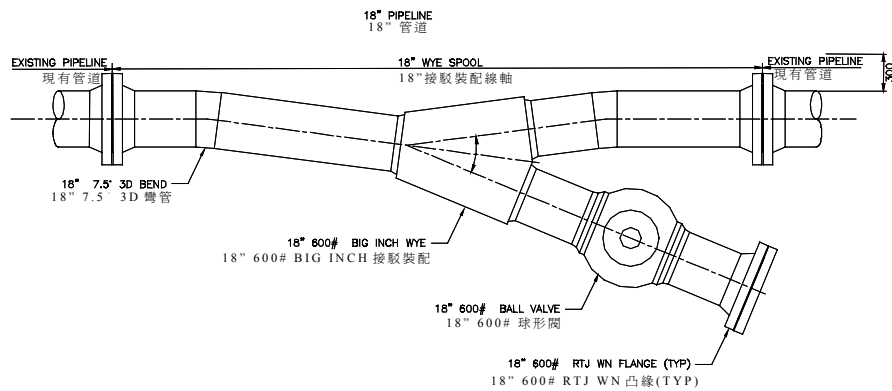 18" PIPELINE
18” 管道
EXISTING PIPELINE
現有管道
18" WYE SPOOL
18”接駁裝配線軸
EXISTING PIPELINE
現有管道
300
18" 7.5° 3D BEND
18” 7.5° 3D 彎管
18" 600# BIG INCH WYE
18” 600# BIG INCH 接駁裝配
18" 600# BALL VALVE
18” 600# 球形閥
18" 600# RTJ WN FLANGE (TYP)
18” 600# RTJ WN 凸緣(TYP)